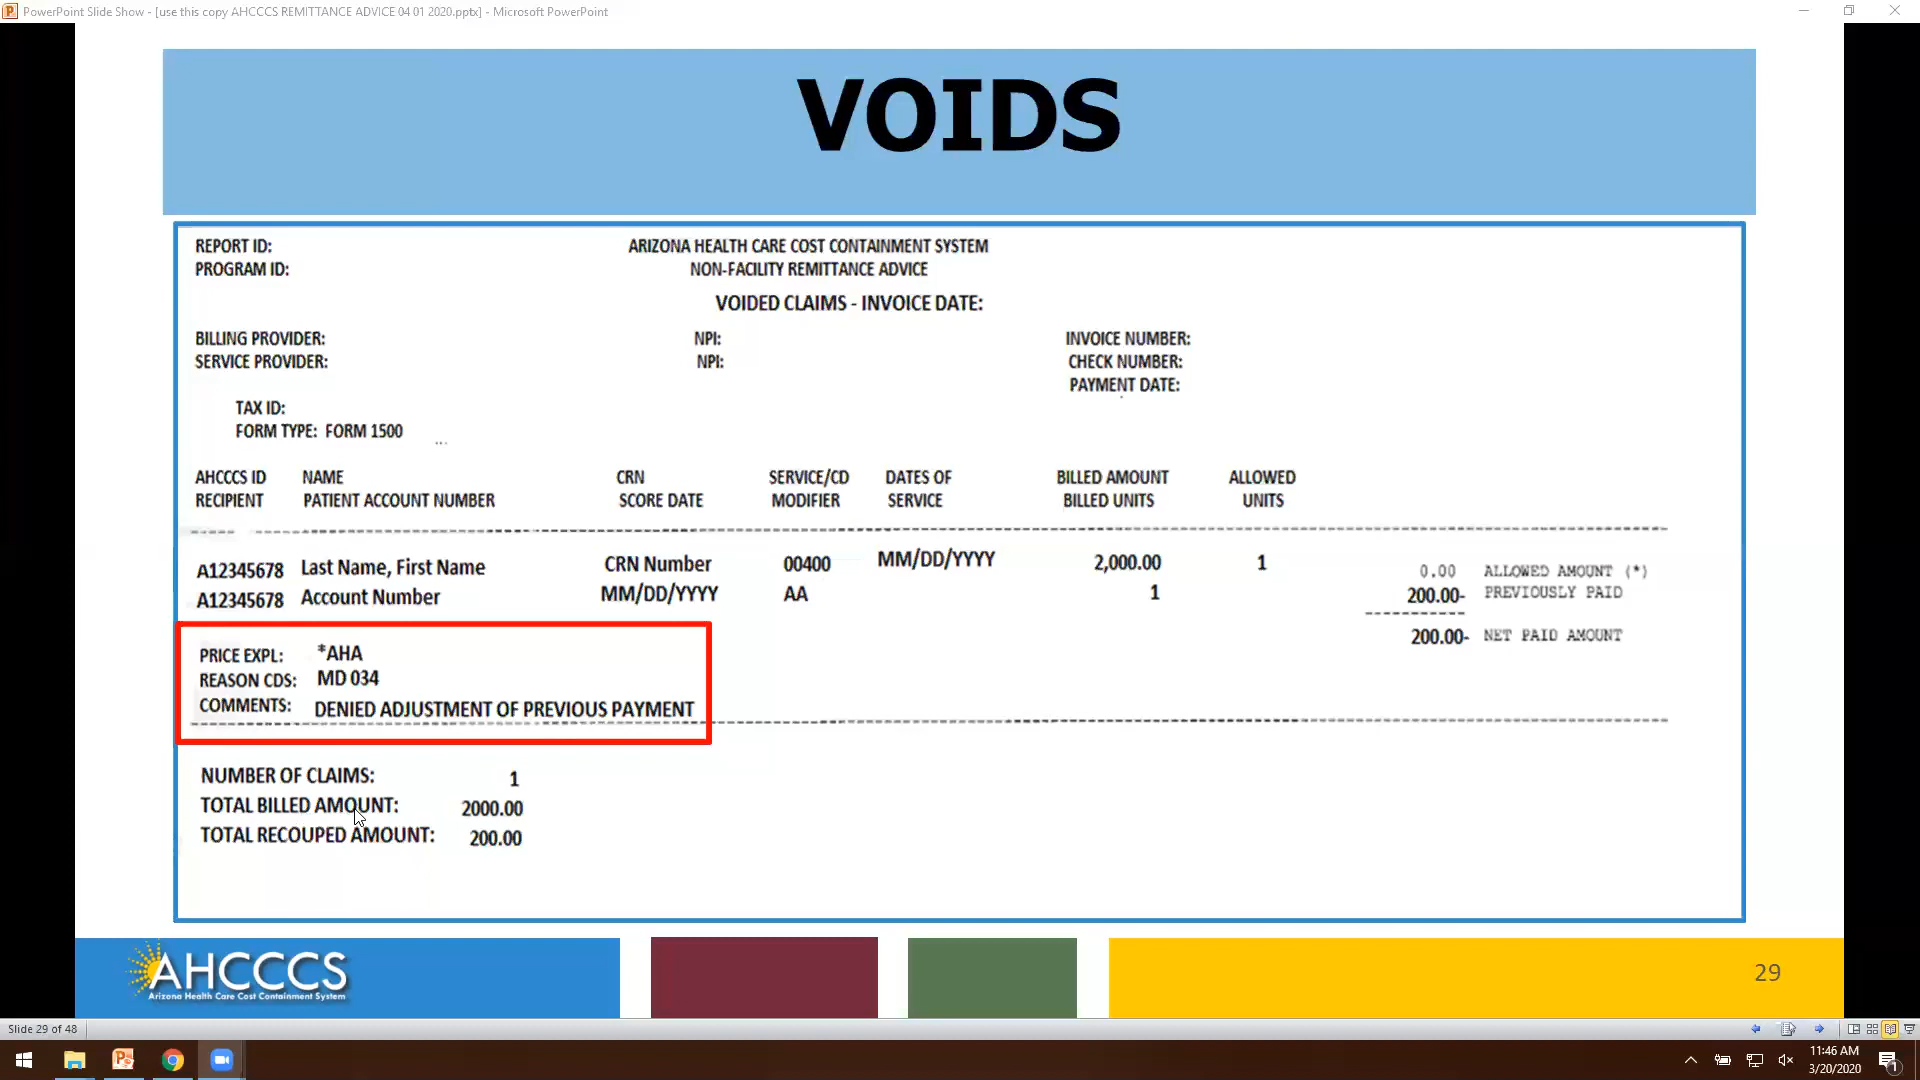 PowerPoint Slide Show - [use this copy AHCCCS REMITTANCE ADVICE 04 01 2020.pptx] - Microsoft PowerPoint
VOIDS
REPORT ID: ARIZONA HEALTH CARE COST CONTAINMENT SYSTEM
PROGRAM ID: NON-FACILITY REMITTANCE ADVICE
VOIDED CLAIMS - INVOICE DATE:
BILLING PROVIDER: NPI: INVOICE NUMBER:
SERVICE PROVIDER: NPI: CHECK NUMBER:
PAYMENT DATE:
TAX ID:
FORM TYPE: FORM 1500
AHCCCS ID NAME CRN SERVICE/CD DATES OF BILLED AMOUNT ALLOWED
RECIPIENT PATIENT ACCOUNT NUMBER SCORE DATE MODIFIER SERVICE BILLED UNITS UNITS
A12345678 Last Name, First Name CRN Number 00400 MM/DD/YYYY 2,000.00 1 0.00 ALLOWED AMOUNT (*)
A12345678 Account Number MM/DD/YYYY AA 1 200.00- PREVIOUSLY PAID
200.00- NET PAID AMOUNT
PRICE EXPL: *AHA
REASON CDS: MD 034
COMMENTS: DENIED ADJUSTMENT OF PREVIOUS PAYMENT
NUMBER OF CLAIMS: 1
TOTAL BILLED AMOUNT: 2000.00
TOTAL RECOUPED AMOUNT: 200.00
AHCCCS
Arizona Health Care Cost Containment System
29
Slide 29 of 48
11:46 AM
3/20/2020
1